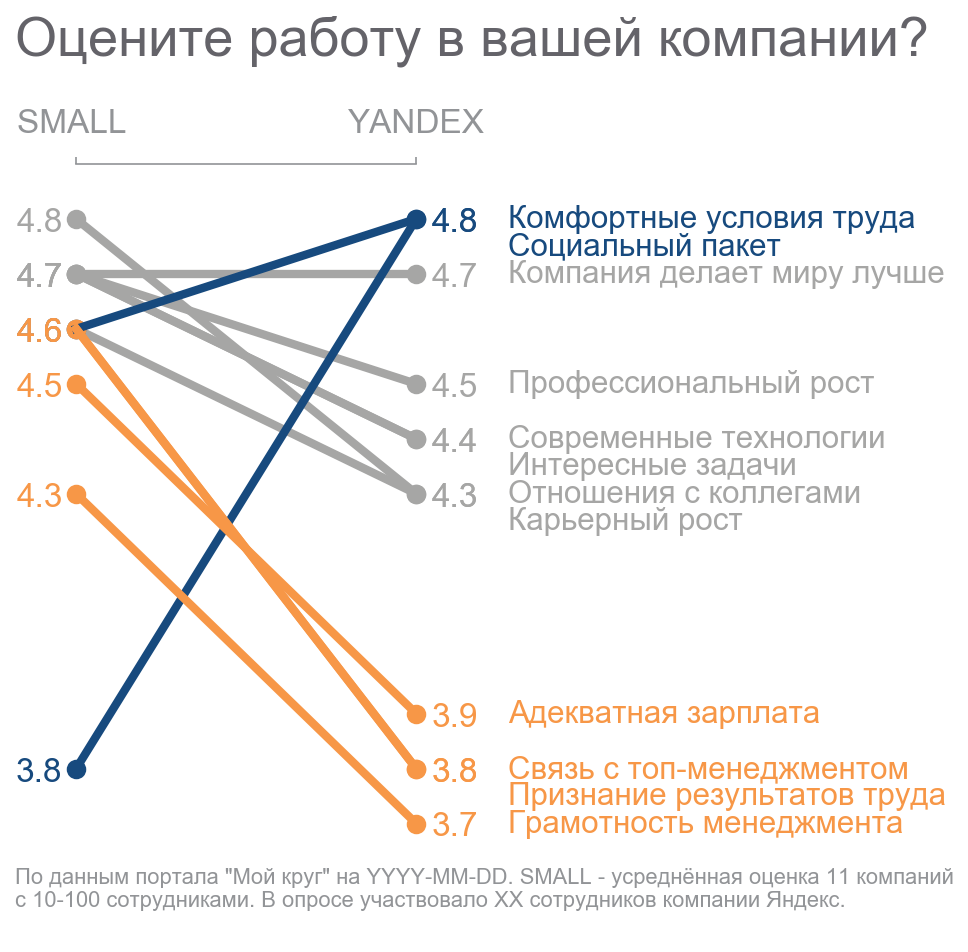 Оцените работу в вашей компании?
SMALL YANDEX
4.8 4.8 Комфортные условия труда
Социальный пакет
4.7 4.7 Компания делает миру лучше
4.6
4.5 4.5 Профессиональный рост
4.4 Современные технологии
Интересные задачи
4.3 4.3 Отношения с коллегами
Карьерный рост
3.9 Адекватная зарплата
3.8 3.8 Связь с топ-менеджментом
Признание результатов труда
3.7 Грамотность менеджмента
По данным портала "Мой круг" на YYYY-MM-DD. SMALL - усреднённая оценка 11 компаний
с 10-100 сотрудниками. В опросе участвовало XX сотрудников компании Яндекс.